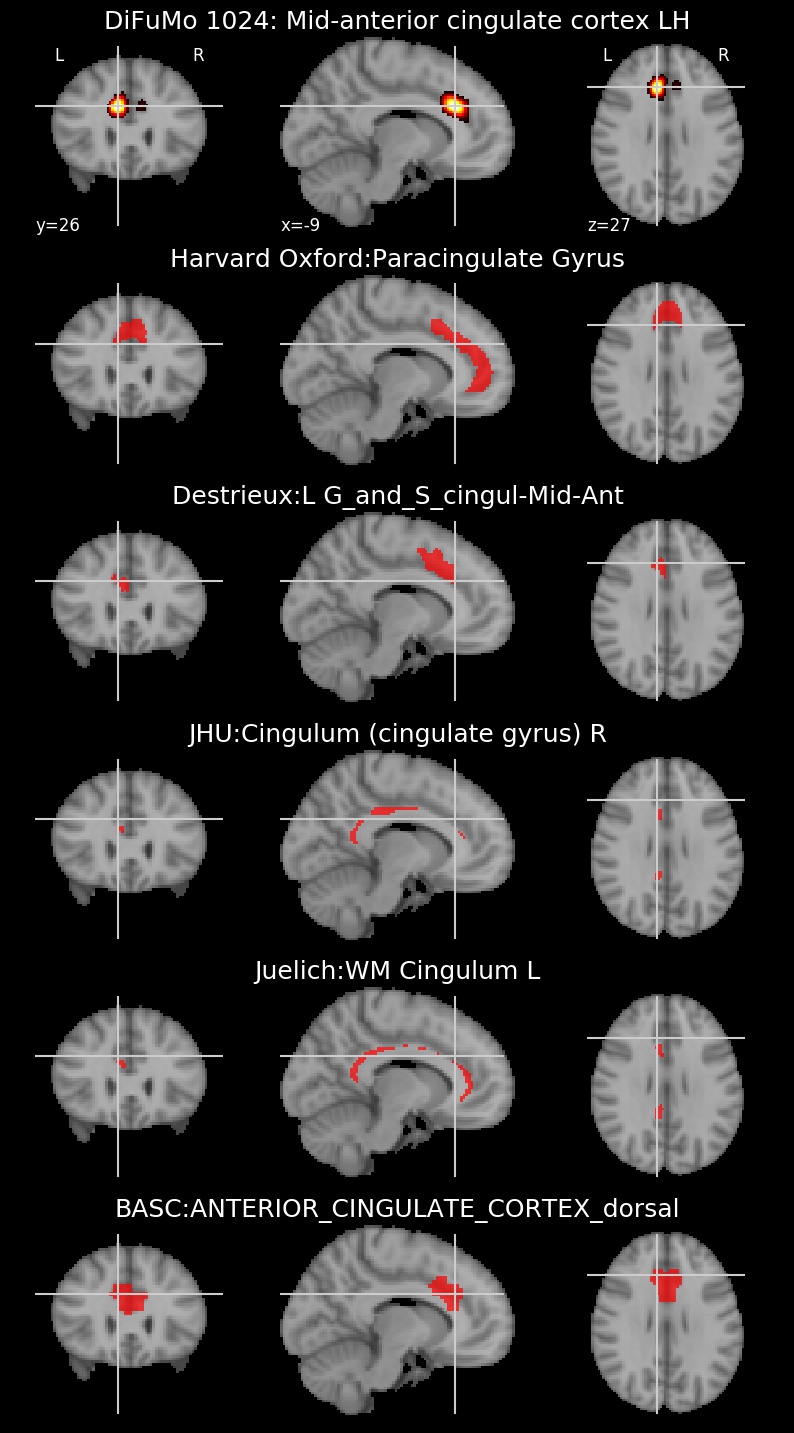 DiFuMo 1024: Mid-anterior cingulate cortex LH
L R L R
y=26 x=-9 z=27
Harvard Oxford:Paracingulate Gyrus
Destrieux:L G_and_S_cingul-Mid-Ant
JHU:Cingulum (cingulate gyrus) R
Juelich:WM Cingulum L
BASC:ANTERIOR_CINGULATE_CORTEX_dorsal